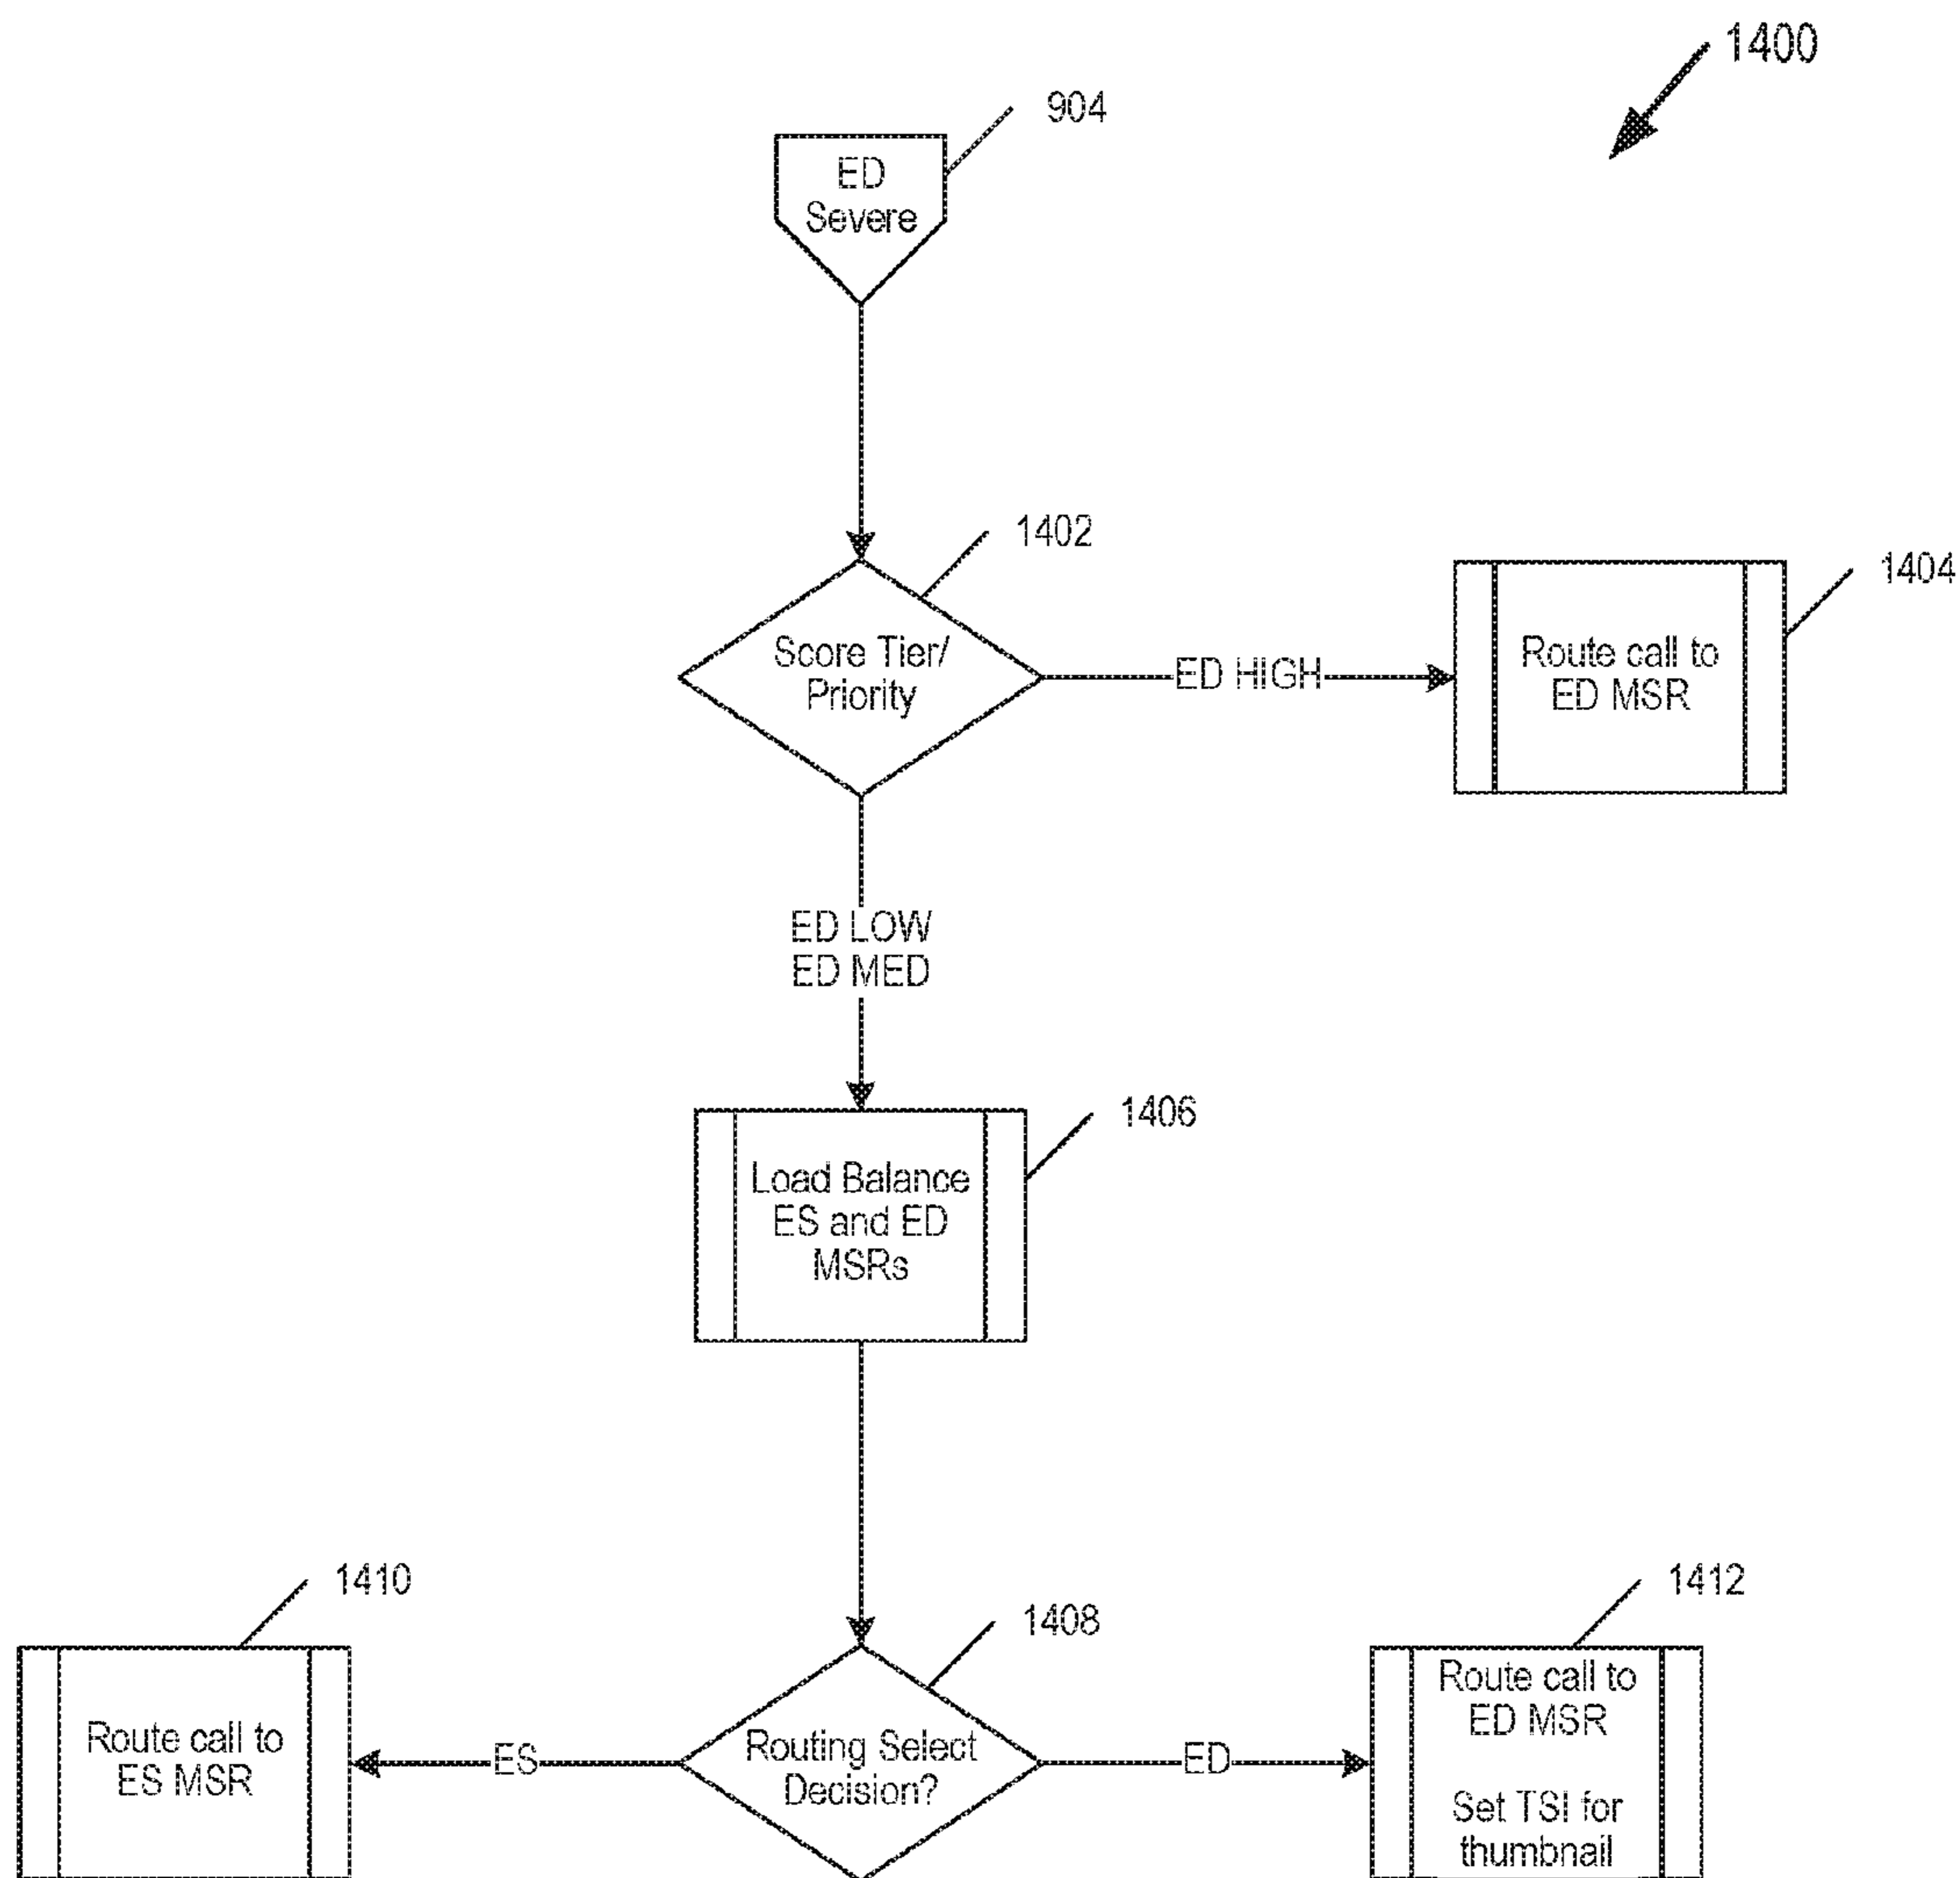 1400
904
ED
Severe
1402
Score Tier/
Priority
ED HIGH
1404
Route call to
ED MSR
ED LOW
ED MED
1406
Load Balance
ES and ED
MSRs
1408
Routing Select
Decision?
ES
1410
Route call to
ES MSR
ED
1412
Route call to
ED MSR
Set TSI for
thumbnail